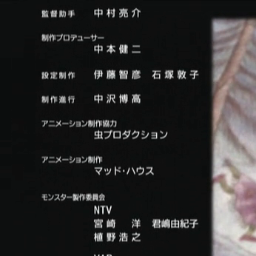 監督助手 中村亮介
制作プロデューサー
中本健二
設定制作 伊藤智彦 石塚敦子
制作進行 中沢博高
アニメーション制作協力
虫プロダクション
アニメーション制作
マッド・ハウス
モンスター製作委員会
NTV
宮崎 洋 君嶋由紀子
植野浩之